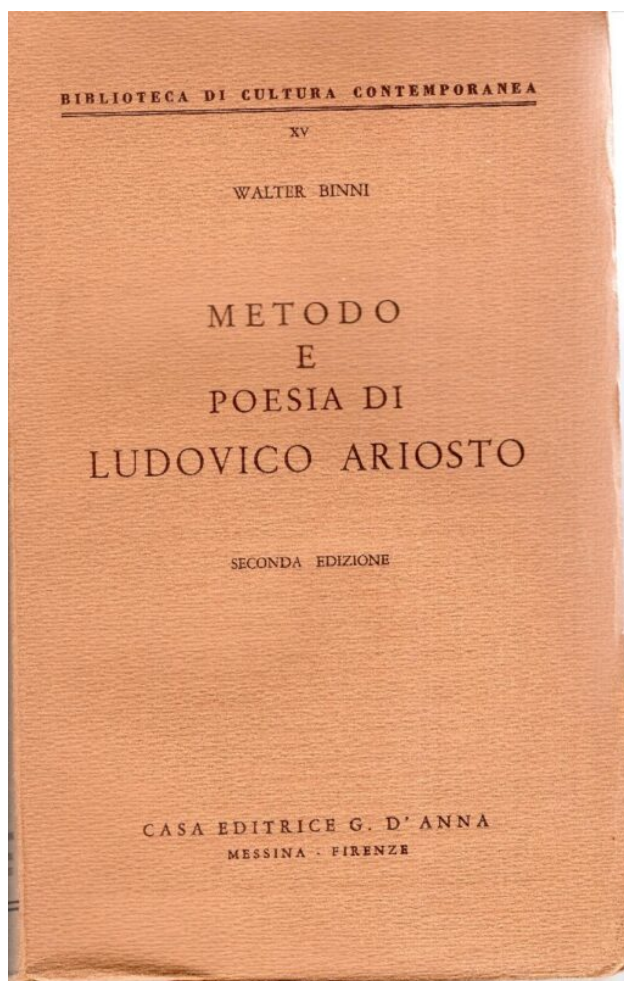 BIBLIOTECA DI CULTURA CONTEMPORANEA
XV
WALTER BINNI
METODO
E
POESIA DI
LUDOVICO ARIOSTO
SECONDA EDIZIONE
CASA EDITRICE G. D'ANNA
MESSINA - FIRENZE